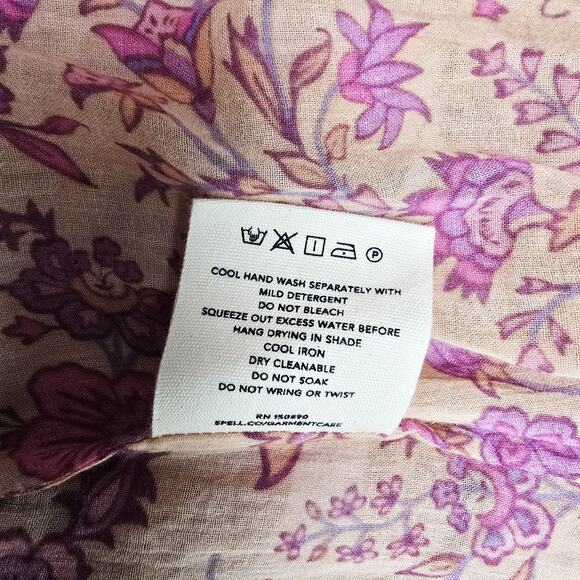 P
COOL HAND WASH SEPARATELY WITH
MILD DETERGENT
DO NOT BLEACH
SQUEEZE OUT EXCESS WATER BEFORE
HANG DRYING IN SHADE
COOL IRON
DRY CLEANABLE
DO NOT SOAK
DO NOT WRING OR TWIST
RN 150690
SPELL.CO/GARMENTCARE